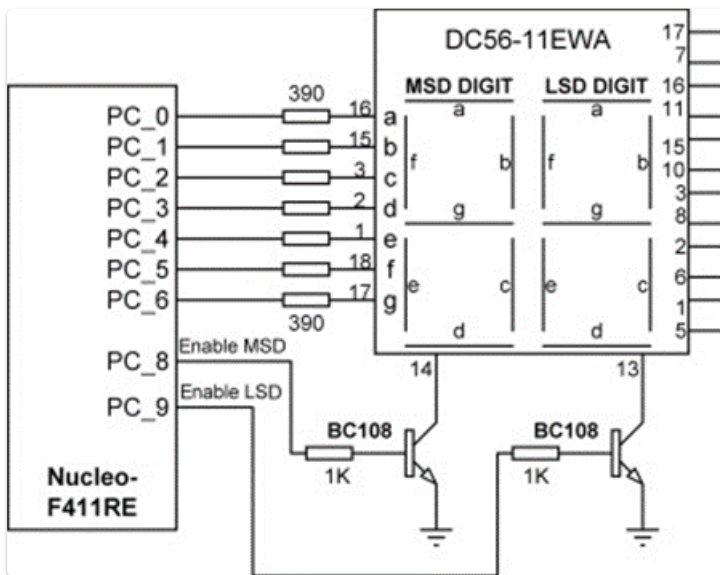 DC56-11EWA
MSD DIGIT LSD DIGIT
390
PC_0 16 a
PC_1 15 b
PC_2 3 c
PC_3 2 d
PC_4 1 e
PC_5 18 f
PC_6 17 g
390
a
f b
g
e c
d
a
f b
g
e c
d
17
7
16
11
15
10
3
8
2
6
1
5
PC_8 Enable MSD
PC_9 Enable LSD
14
13
BC108
1K
BC108
1K
Nucleo-
F411RE